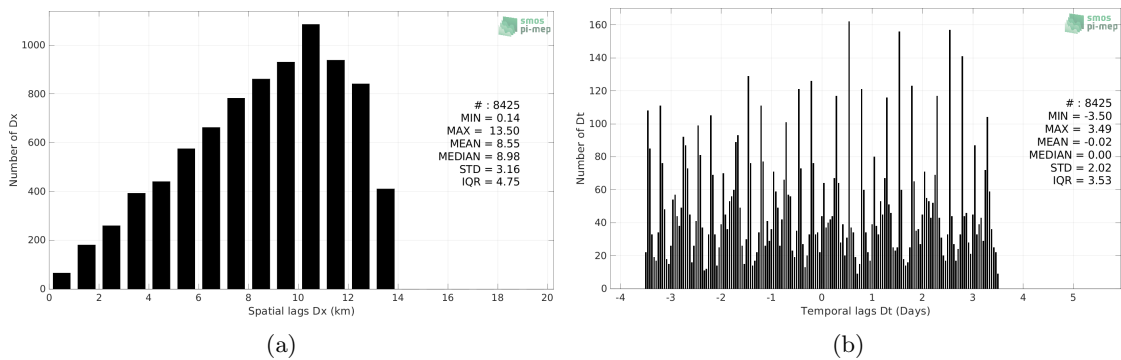 smos
pi-mep
1000
800
600
400
200
0
Number of Dx
# : 8425
MIN = 0.14
MAX = 13.50
MEAN = 8.55
MEDIAN = 8.98
STD = 3.16
IQR = 4.75
0 2 4 6 8 10 12 14 16 18 20
Spatial lags Dx (km)
(a)
smos
pi-mep
160
140
120
100
80
60
40
20
0
Number of Dt
# : 8425
MIN = -3.50
MAX = 3.49
MEAN = -0.02
MEDIAN = 0.00
STD = 2.02
IQR = 3.53
-4 -3 -2 -1 0 1 2 3 4 5
Temporal lags Dt (Days)
(b)